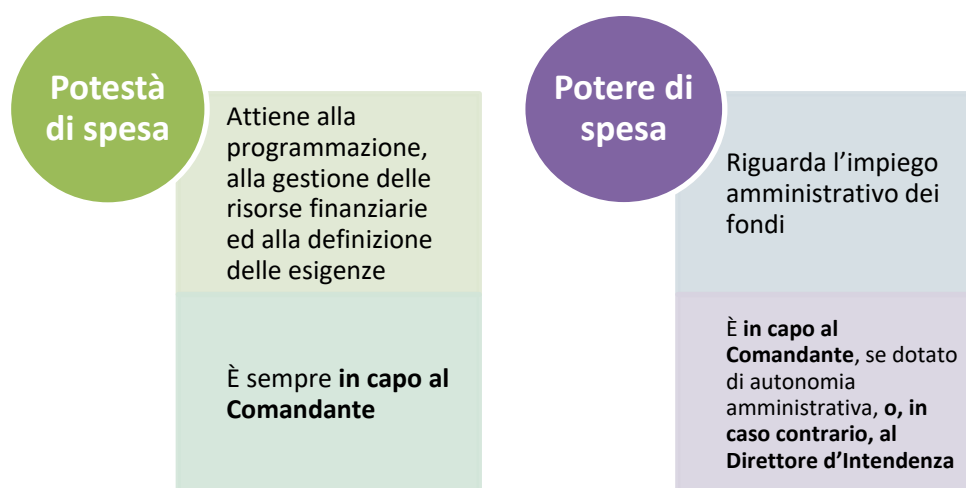 Potestà
di spesa
Attiene alla
programmazione,
alla gestione delle
risorse finanziarie
ed alla definizione
delle esigenze
È sempre in capo al
Comandante
Potere di
spesa
Riguarda l’impiego
amministrativo dei
fondi
È in capo al
Comandante, se dotato
di autonomia
amministrativa, o, in
caso contrario, al
Direttore d’Intendenza